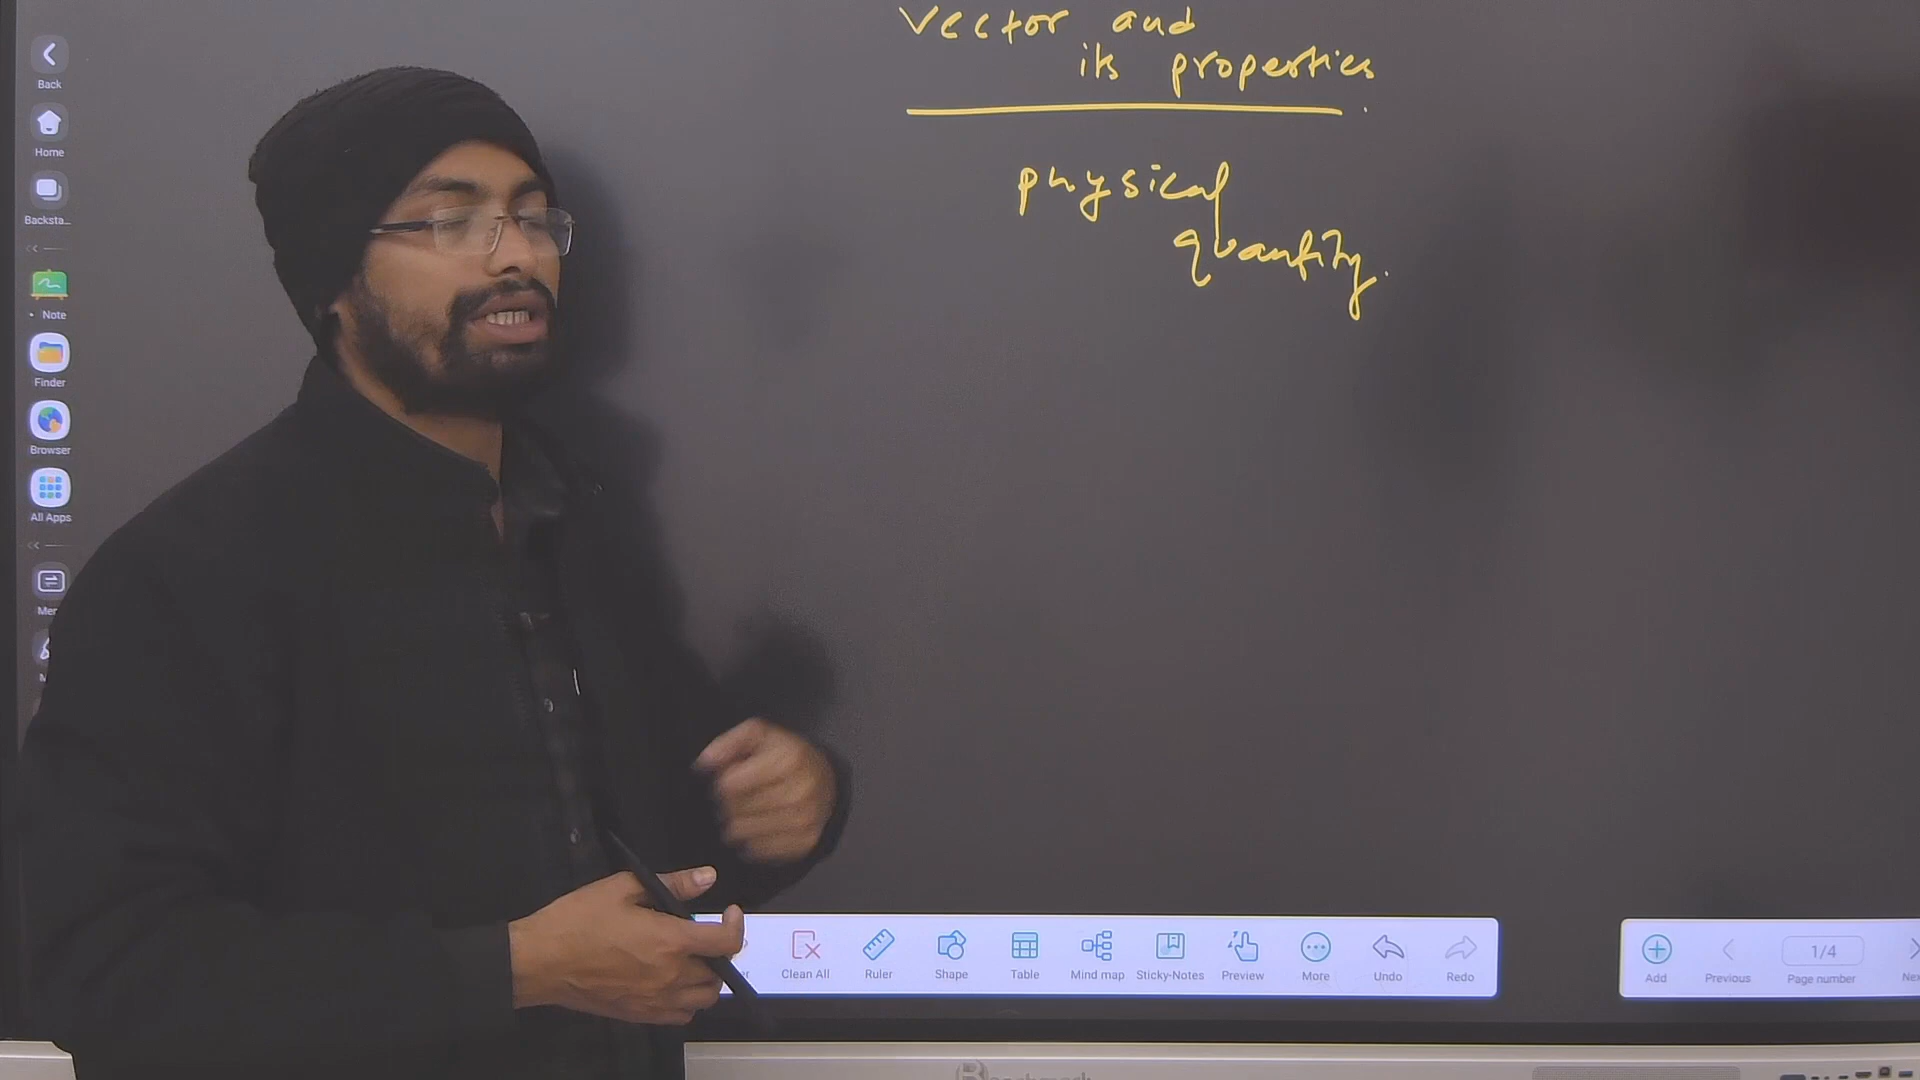 vector and
its properties
physical
quantity.
Back
Home
Backsta...
Note
Finder
Browser
All Apps
Clean All
Ruler
Shape
Table
Mind map
Sticky-Notes
Preview
More
Undo
Redo
Add
Previous
1/4
Page number